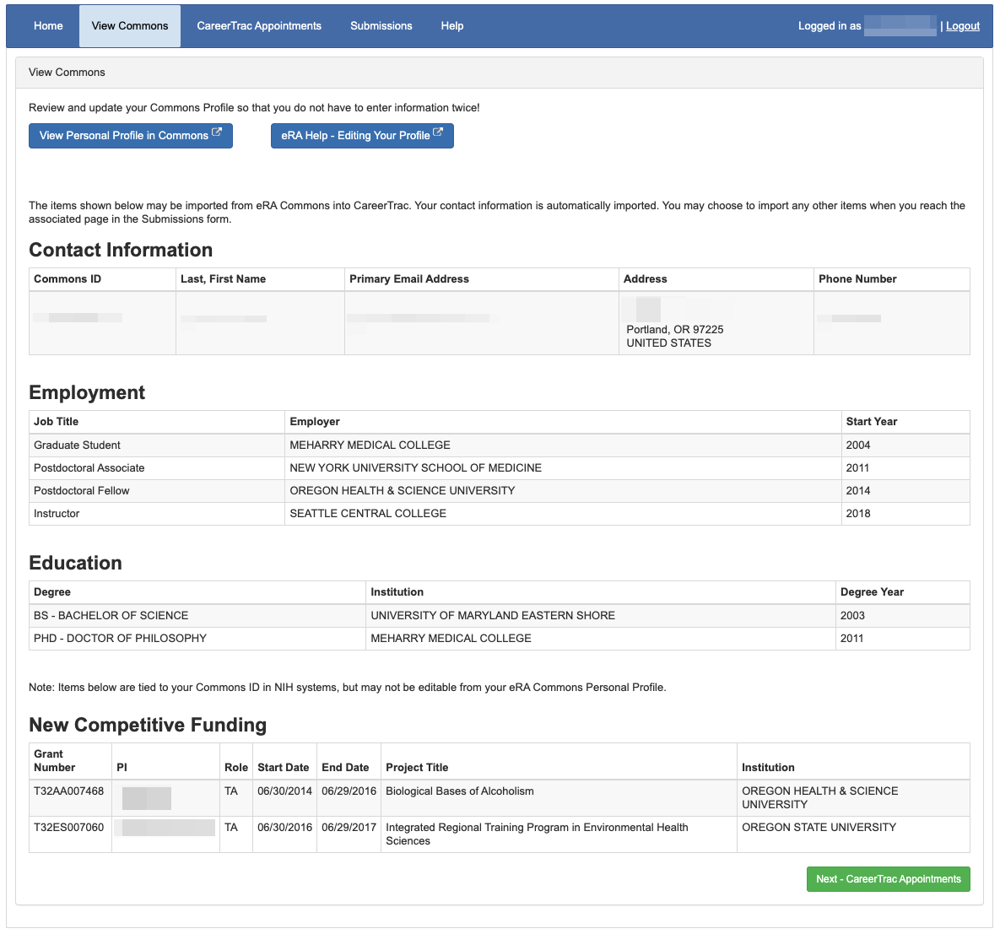 Home View Commons CareerTrac Appointments Submissions Help Logged in as | Logout
View Commons
Review and update your Commons Profile so that you do not have to enter information twice!
View Personal Profile in Commons eRA Help - Editing Your Profile
The items shown below may be imported from eRA Commons into CareerTrac. Your contact information is automatically imported. You may choose to import any other items when you reach the
associated page in the Submissions form.
Contact Information
Commons ID Last, First Name Primary Email Address Address Phone Number
Portland, OR 97225
UNITED STATES
Employment
Job Title Employer Start Year
Graduate Student MEHARRY MEDICAL COLLEGE 2004
Postdoctoral Associate NEW YORK UNIVERSITY SCHOOL OF MEDICINE 2011
Postdoctoral Fellow OREGON HEALTH & SCIENCE UNIVERSITY 2014
Instructor SEATTLE CENTRAL COLLEGE 2018
Education
Degree Institution Degree Year
BS - BACHELOR OF SCIENCE UNIVERSITY OF MARYLAND EASTERN SHORE 2003
PHD - DOCTOR OF PHILOSOPHY MEHARRY MEDICAL COLLEGE 2011
Note: Items below are tied to your Commons ID in NIH systems, but may not be editable from your eRA Commons Personal Profile.
New Competitive Funding
Grant
Number PI Role Start Date End Date Project Title Institution
T32AA007468 TA 06/30/2014 06/29/2016 Biological Bases of Alcoholism OREGON HEALTH & SCIENCE
UNIVERSITY
T32ES007060 TA 06/30/2016 06/29/2017 Integrated Regional Training Program in Environmental Health OREGON STATE UNIVERSITY
Sciences
Next - CareerTrac Appointments